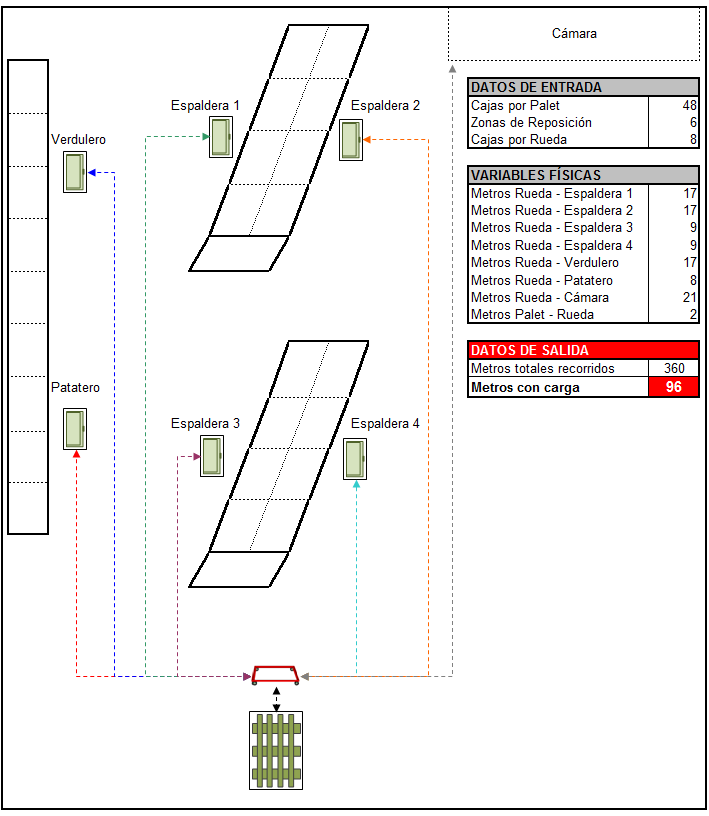 Cámara
DATOS DE ENTRADA
Cajas por Palet 48
Zonas de Reposición 6
Cajas por Rueda 8
Espaldera 1
Espaldera 2
Verdulero
VARIABLES FÍSICAS
Metros Rueda - Espaldera 1 17
Metros Rueda - Espaldera 2 17
Metros Rueda - Espaldera 3 9
Metros Rueda - Espaldera 4 9
Metros Rueda - Verdulero 17
Metros Rueda - Patatero 8
Metros Rueda - Cámara 21
Metros Palet - Rueda 2
DATOS DE SALIDA
Metros totales recorridos 360
Metros con carga 96
Patatero
Espaldera 3
Espaldera 4